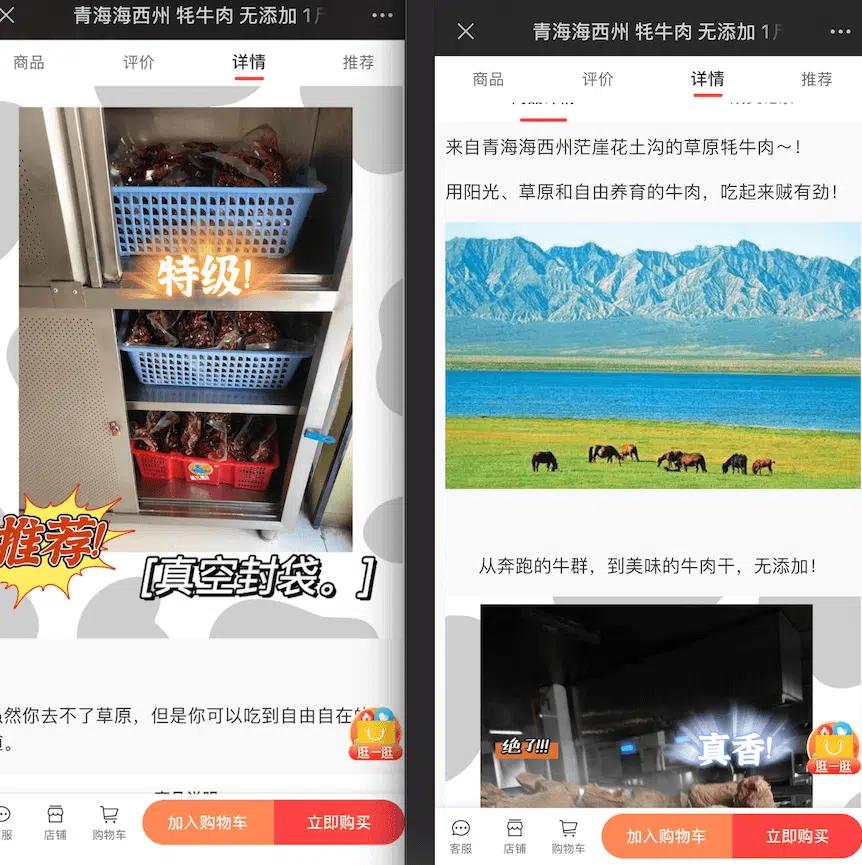 青海海西州 牦牛肉 无添加 1斤
商品 评价 详情 推荐
特级!
推荐!
[真空封袋。]
然你去不了草原，但是你可以吃到自由自在的
。
逛一逛
店铺
购物车
加入购物车
立即购买
青海海西州 牦牛肉 无添加 1斤
商品 评价 详情 推荐
来自青海海西州茫崖花土沟的草原牦牛肉～！
用阳光、草原和自由养育的牛肉，吃起来贼有劲！
从奔跑的牛群，到美味的牛肉干，无添加！
绝了!!!
真香!
逛一逛
客服
店铺
购物车
加入购物车
立即购买